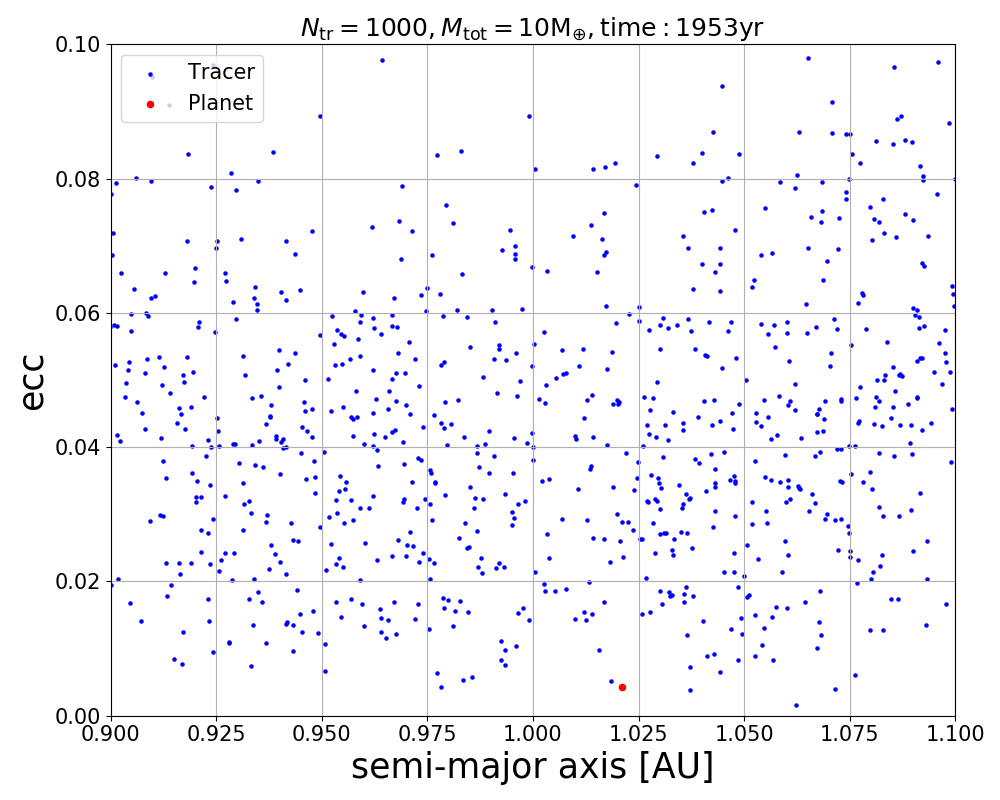 N_tr = 1000, M_tot = 10M_⊕, time : 1953yr
Tracer
Planet
ecc
0.10
0.08
0.06
0.04
0.02
0.00
0.900 0.925 0.950 0.975 1.000 1.025 1.050 1.075 1.100
semi-major axis [AU]